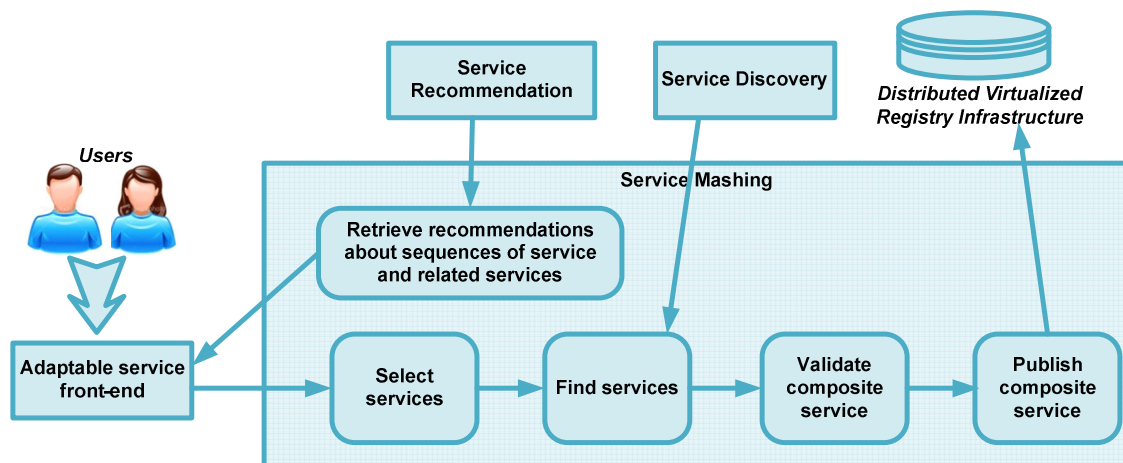 Service
Recommendation
Service Discovery
Distributed Virtualized
Registry Infrastructure
Users
Service Mashing
Retrieve recommendations
about sequences of service
and related services
Adaptable service
front-end
Select
services
Find services
Validate
composite
service
Publish
composite
service